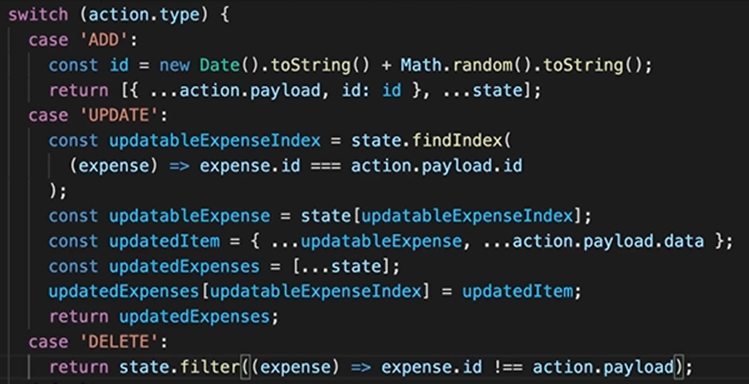 switch (action.type) {
case 'ADD':
const id = new Date().toString() + Math.random().toString();
return [{ ...action.payload, id: id }, ...state];
case 'UPDATE':
const updatableExpenseIndex = state.findIndex(
(expense) => expense.id === action.payload.id
);
const updatableExpense = state[updatableExpenseIndex];
const updatedItem = { ...updatableExpense, ...action.payload.data };
const updatedExpenses = [...state];
updatedExpenses[updatableExpenseIndex] = updatedItem;
return updatedExpenses;
case 'DELETE':
return state.filter((expense) => expense.id !== action.payload);